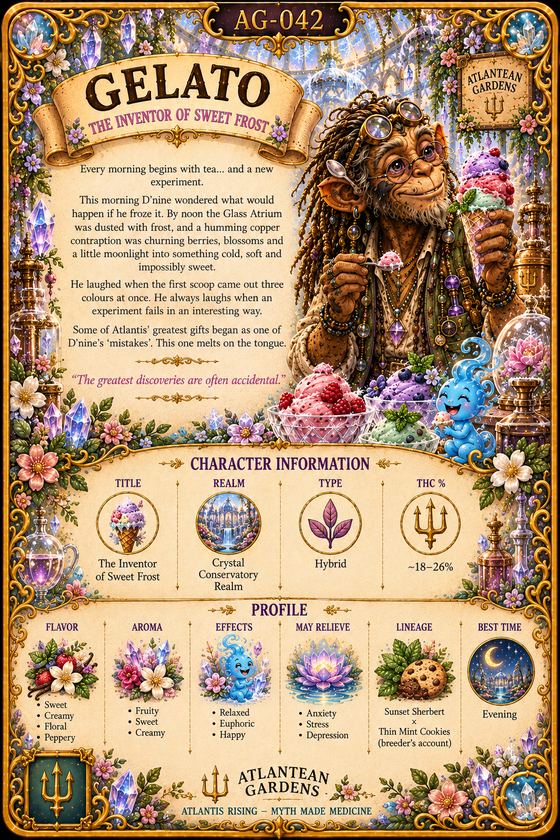 AG-042
GELATO
THE INVENTOR OF SWEET FROST
ATLANTEAN
GARDENS
Every morning begins with tea... and a new
experiment.
This morning D'nine wondered what would
happen if he froze it. By noon the Glass Atrium
was dusted with frost, and a humming copper
contraption was churning berries, blossoms and
a little moonlight into something cold, soft and
impossibly sweet.
He laughed when the first scoop came out three
colours at once. He always laughs when an
experiment fails in an interesting way.
Some of Atlantis' greatest gifts began as one of
D'nine's 'mistakes'. This one melts on the tongue.
"The greatest discoveries are often accidental."
CHARACTER INFORMATION
TITLE
The Inventor
of Sweet Frost
REALM
Crystal
Conservatory
Realm
TYPE
Hybrid
THC %
~18–26%
PROFILE
FLAVOR
• Sweet
• Creamy
• Floral
• Peppery
AROMA
• Fruity
• Sweet
• Creamy
EFFECTS
• Relaxed
• Euphoric
• Happy
MAY RELIEVE
• Anxiety
• Stress
• Depression
LINEAGE
Sunset Sherbert
x
Thin Mint Cookies
(breeder's account)
BEST TIME
Evening
ATLANTEAN
GARDENS
ATLANTIS RISING – MYTH MADE MEDICINE